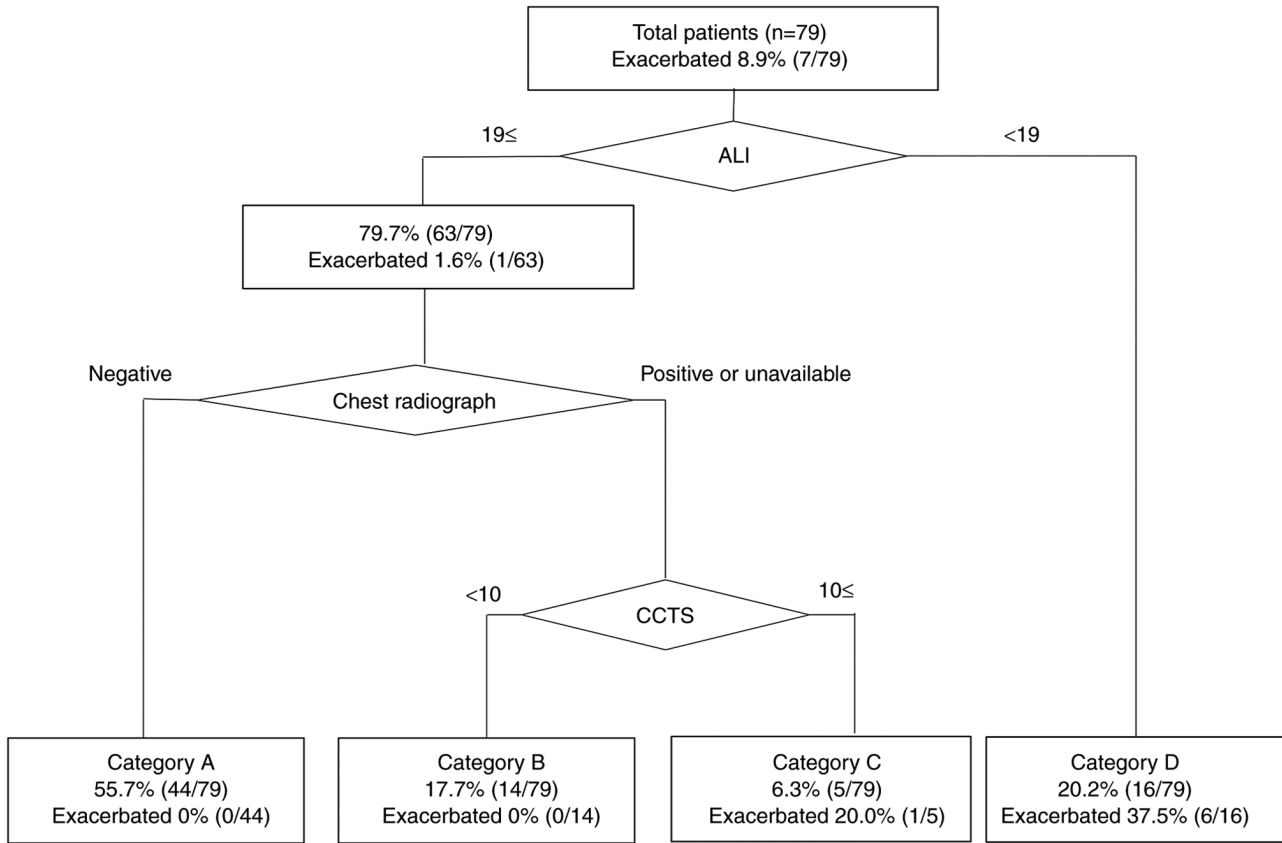 Total patients (n=79)
Exacerbated 8.9% (7/79)
19≤
<19
ALI
79.7% (63/79)
Exacerbated 1.6% (1/63)
Negative
Positive or unavailable
Chest radiograph
<10
10≤
CCTS
Category A
55.7% (44/79)
Exacerbated 0% (0/44)
Category B
17.7% (14/79)
Exacerbated 0% (0/14)
Category C
6.3% (5/79)
Exacerbated 20.0% (1/5)
Category D
20.2% (16/79)
Exacerbated 37.5% (6/16)